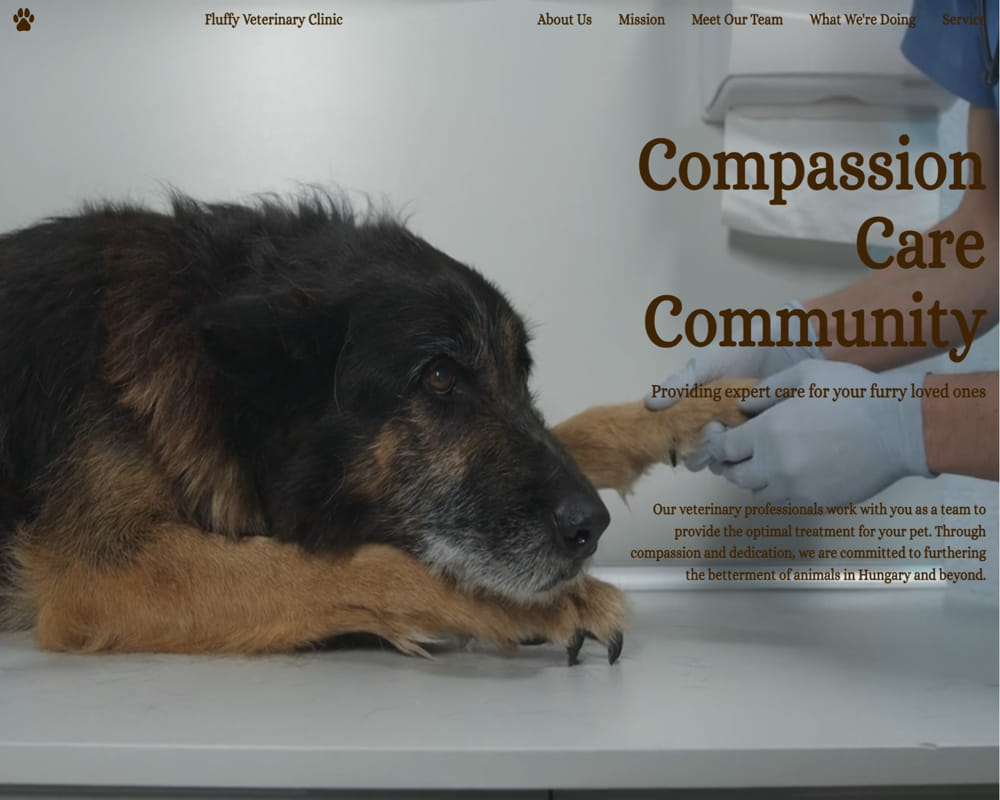 Fluffy Veterinary Clinic
About Us Mission Meet Our Team What We're Doing Service
Compassion
Care
Community
Providing expert care for your furry loved ones
Our veterinary professionals work with you as a team to
provide the optimal treatment for your pet. Through
compassion and dedication, we are committed to furthering
the betterment of animals in Hungary and beyond.